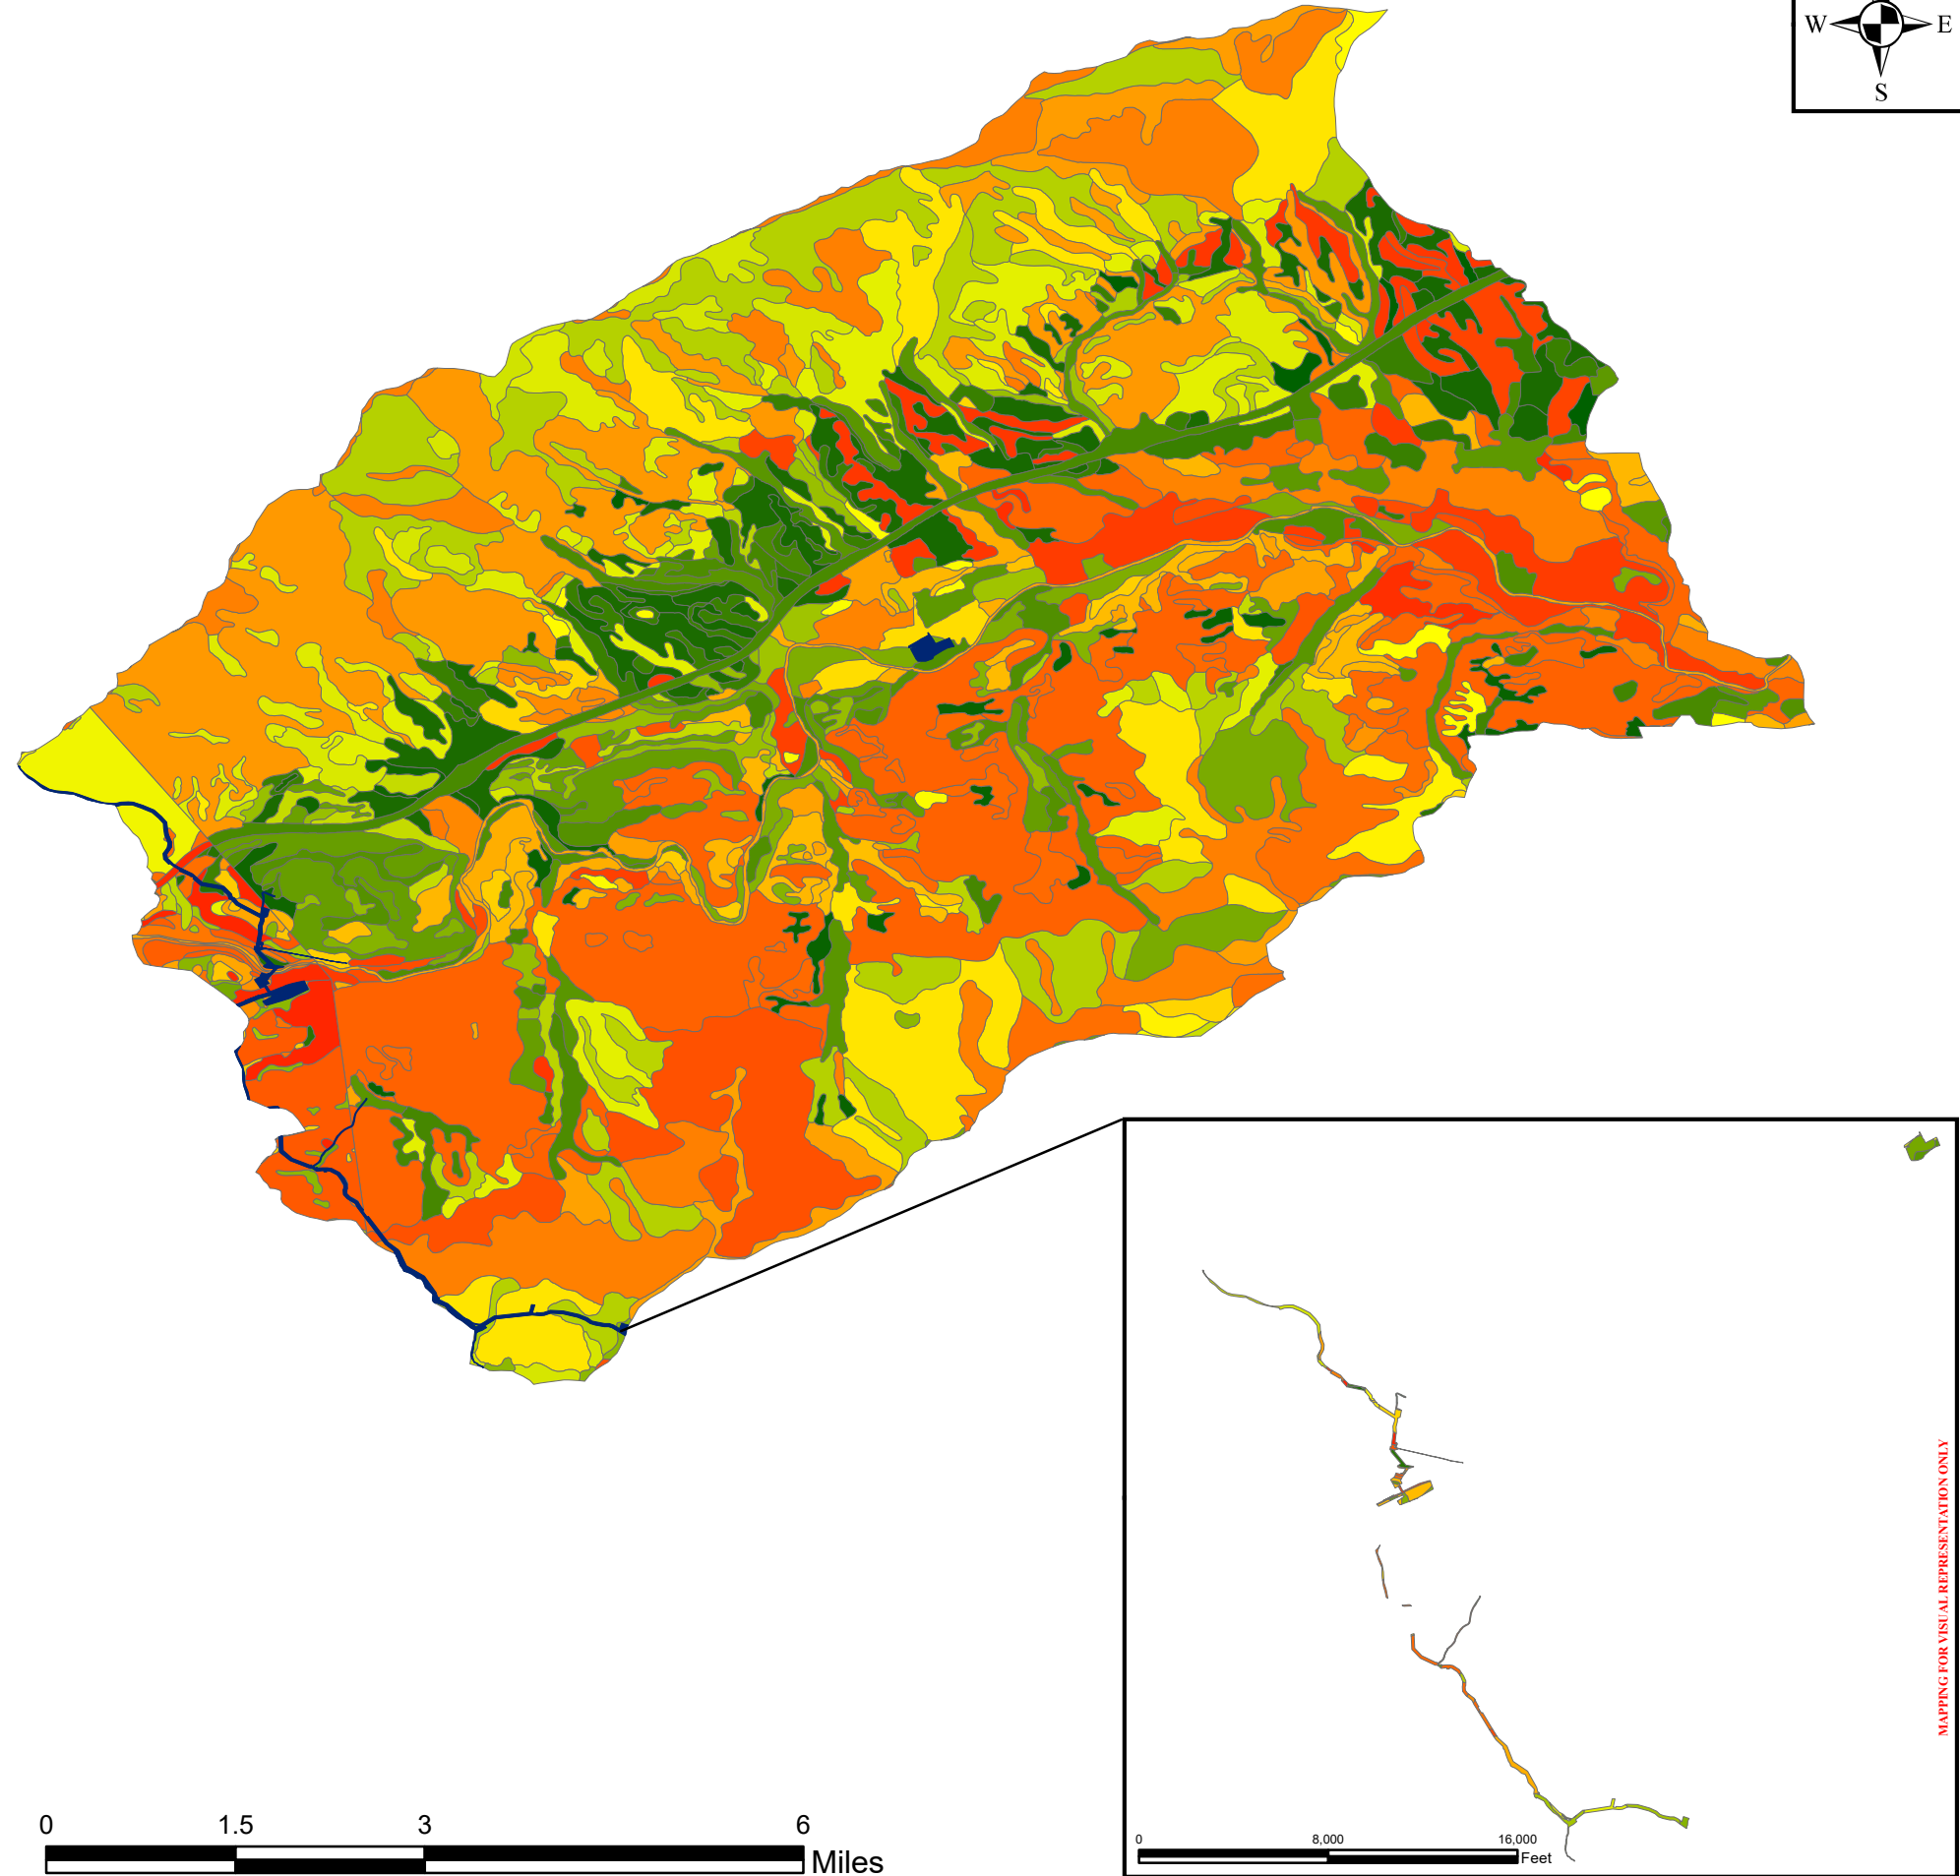 W E
S
MAPPING FOR VISUAL REPRESENTATION ONLY
0 1.5 3 6
Miles
0 8,000 16,000
Feet